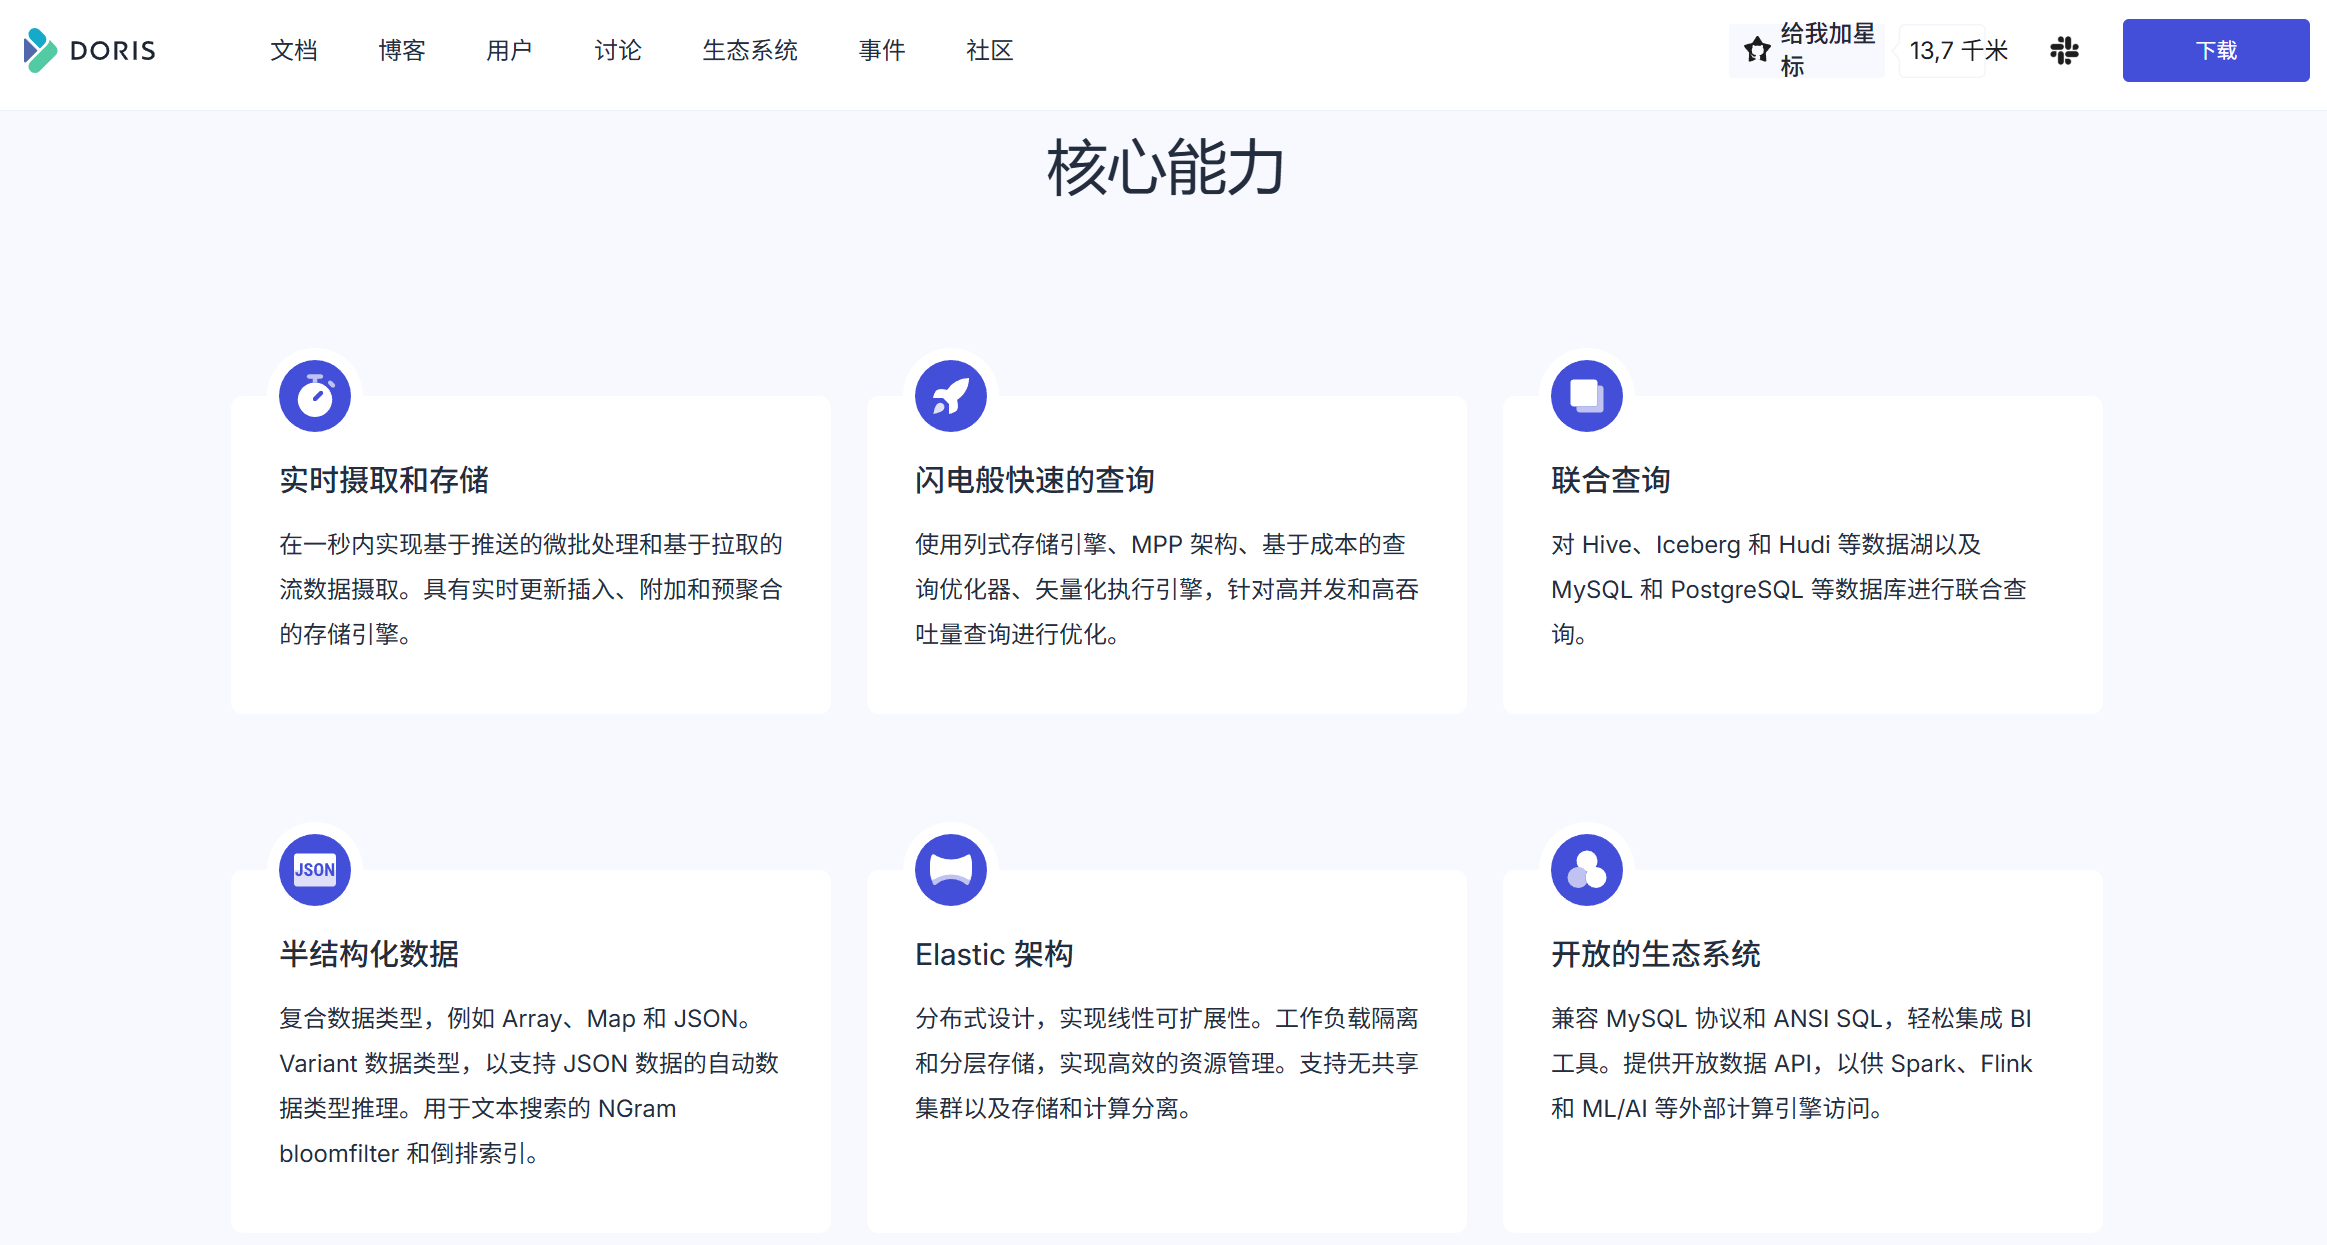 DORIS 文档 博客 用户 讨论 生态系统 事件 社区 给我加星标 13,7 千米 下载
核心能力
实时摄取和存储
在一秒内实现基于推送的微批处理和基于拉取的
流数据摄取。具有实时更新插入、附加和预聚合
的存储引擎。
闪电般快速的查询
使用列式存储引擎、MPP 架构、基于成本的查
询优化器、矢量化执行引擎，针对高并发和高吞
吐量查询进行优化。
联合查询
对 Hive、Iceberg 和 Hudi 等数据湖以及
MySQL 和 PostgreSQL 等数据库进行联合查
询。
JSON
半结构化数据
复合数据类型，例如 Array、Map 和 JSON。
Variant 数据类型，以支持 JSON 数据的自动数
据类型推理。用于文本搜索的 NGram
bloomfilter 和倒排索引。
Elastic 架构
分布式设计，实现线性可扩展性。工作负载隔离
和分层存储，实现高效的资源管理。支持无共享
集群以及存储和计算分离。
开放的生态系统
兼容 MySQL 协议和 ANSI SQL，轻松集成 BI
工具。提供开放数据 API，以供 Spark、Flink
和 ML/AI 等外部计算引擎访问。